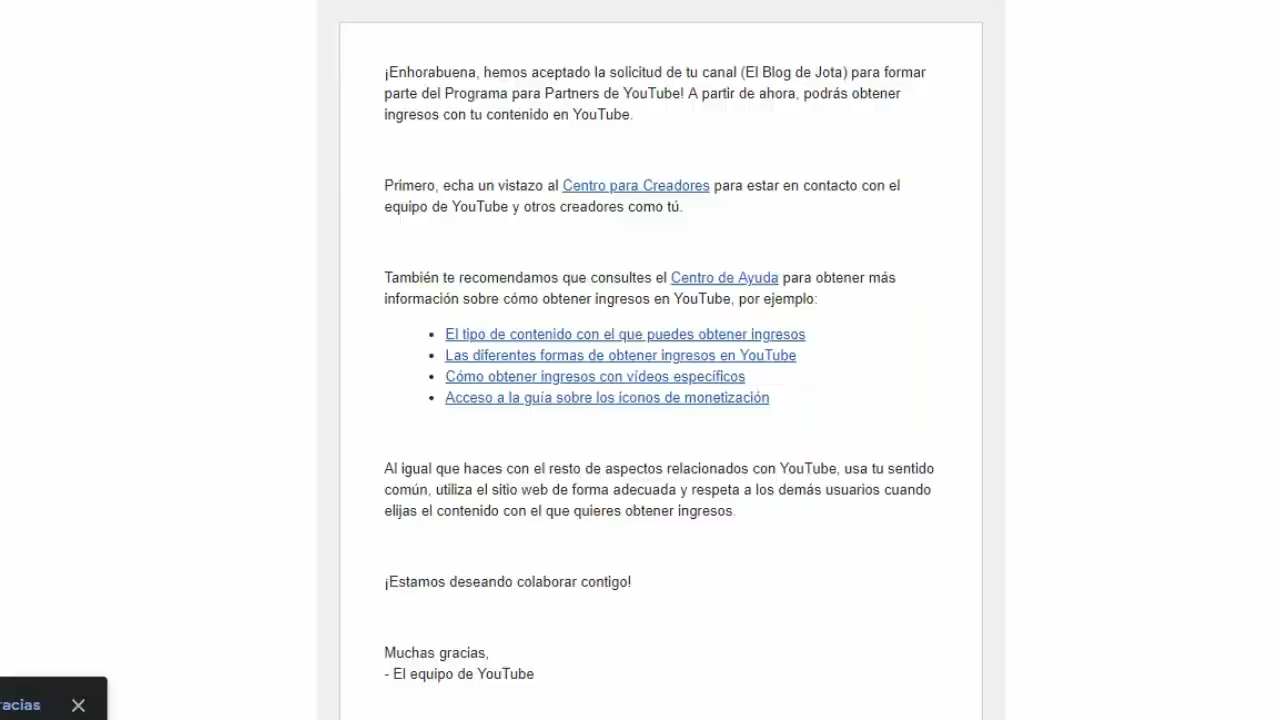 ¡Enhorabuena, hemos aceptado la solicitud de tu canal (El Blog de Jota) para formar
parte del Programa para Partners de YouTube! A partir de ahora, podrás obtener
ingresos con tu contenido en YouTube.
Primero, echa un vistazo al Centro para Creadores para estar en contacto con el
equipo de YouTube y otros creadores como tú.
También te recomendamos que consultes el Centro de Ayuda para obtener más
información sobre cómo obtener ingresos en YouTube, por ejemplo:
• El tipo de contenido con el que puedes obtener ingresos
• Las diferentes formas de obtener ingresos en YouTube
• Cómo obtener ingresos con vídeos específicos
• Acceso a la guía sobre los iconos de monetización
Al igual que haces con el resto de aspectos relacionados con YouTube, usa tu sentido
común, utiliza el sitio web de forma adecuada y respeta a los demás usuarios cuando
elijas el contenido con el que quieres obtener ingresos.
¡Estamos deseando colaborar contigo!
Muchas gracias,
- El equipo de YouTube
racias